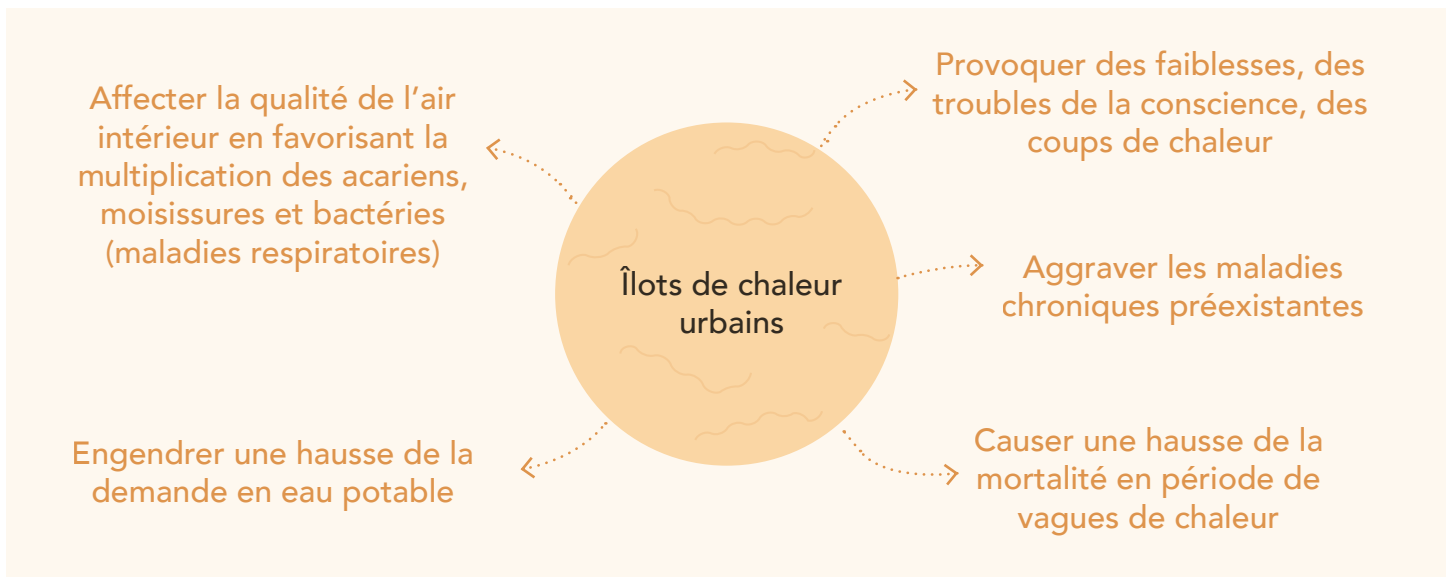 Affecter la qualité de l'air
intérieur en favorisant la
multiplication des acariens,
moisissures et bactéries
(maladies respiratoires)
Provoquer des faiblesses, des
troubles de la conscience, des
coups de chaleur
Îlots de chaleur
urbains
Aggraver les maladies
chroniques préexistantes
Engendrer une hausse de la
demande en eau potable
Causer une hausse de la
mortalité en période de
vagues de chaleur